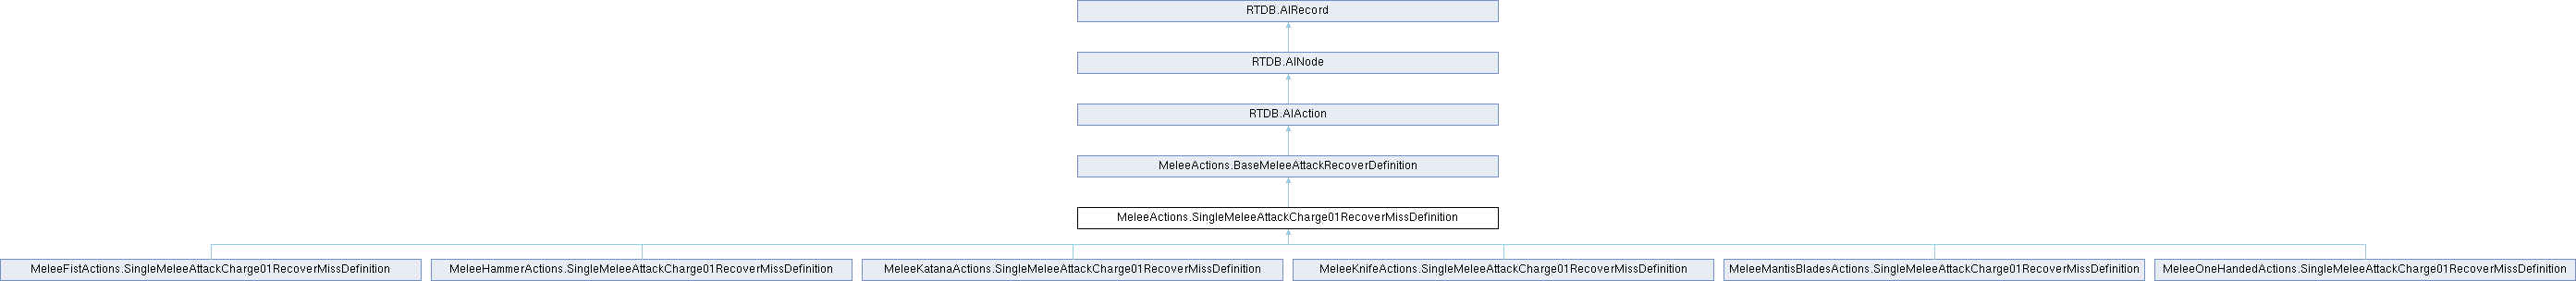 RTDB.AIRecord
RTDB.AINode
RTDB.AIAction
MeleeActions.BaseMeleeAttackRecoverDefinition
MeleeActions.SingleMeleeAttackCharge01RecoverMissDefinition
MeleeFistActions.SingleMeleeAttackCharge01RecoverMissDefinition
MeleeHammerActions.SingleMeleeAttackCharge01RecoverMissDefinition
MeleeKatanaActions.SingleMeleeAttackCharge01RecoverMissDefinition
MeleeKnifeActions.SingleMeleeAttackCharge01RecoverMissDefinition
MeleeMantisBladesActions.SingleMeleeAttackCharge01RecoverMissDefinition
MeleeOneHandedActions.SingleMeleeAttackCharge01RecoverMissDefinition